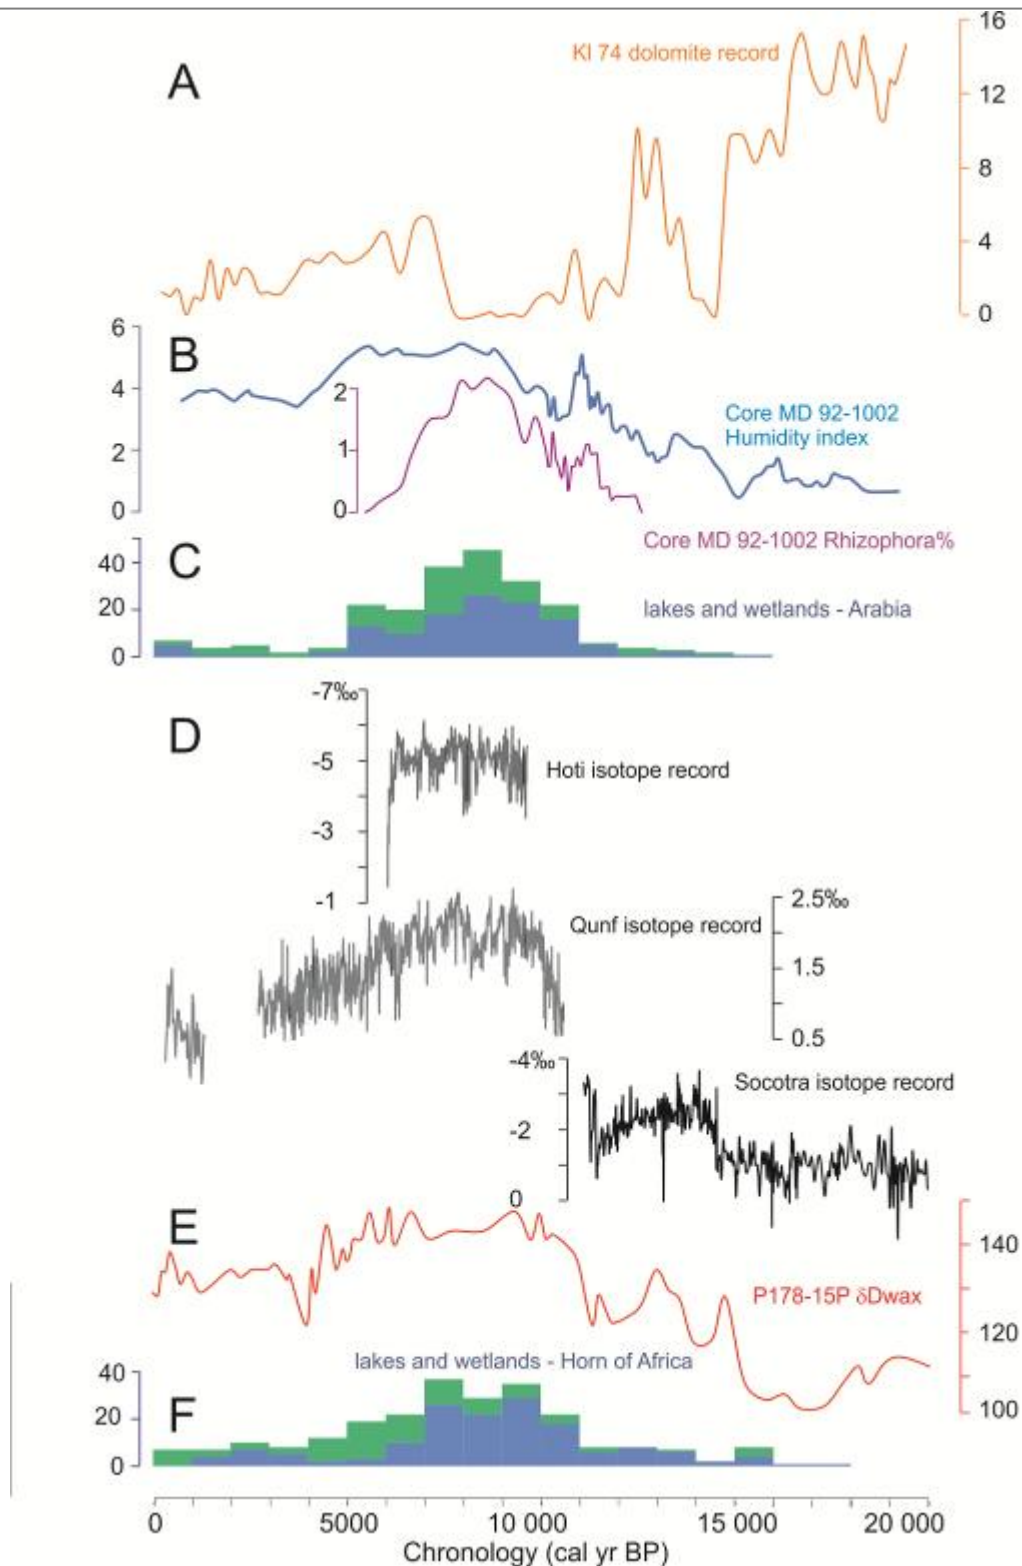 16
KI 74 dolomite record
A
12
8
4
0
6
B
4
2
Core MD 92-1002
Humidity index
2
1
0
0
Core MD 92-1002 Rhizophora%
C
40
lakes and wetlands - Arabia
20
0
-7‰
D
-5
Hoti isotope record
-3
-1
2.5‰
Qunf isotope record
1.5
0.5
-4‰
Socotra isotope record
-2
0
E
140
P178-15P δDwax
120
lakes and wetlands - Horn of Africa
100
40
F
20
0
0 5000 10 000 15 000 20 000
Chronology (cal yr BP)